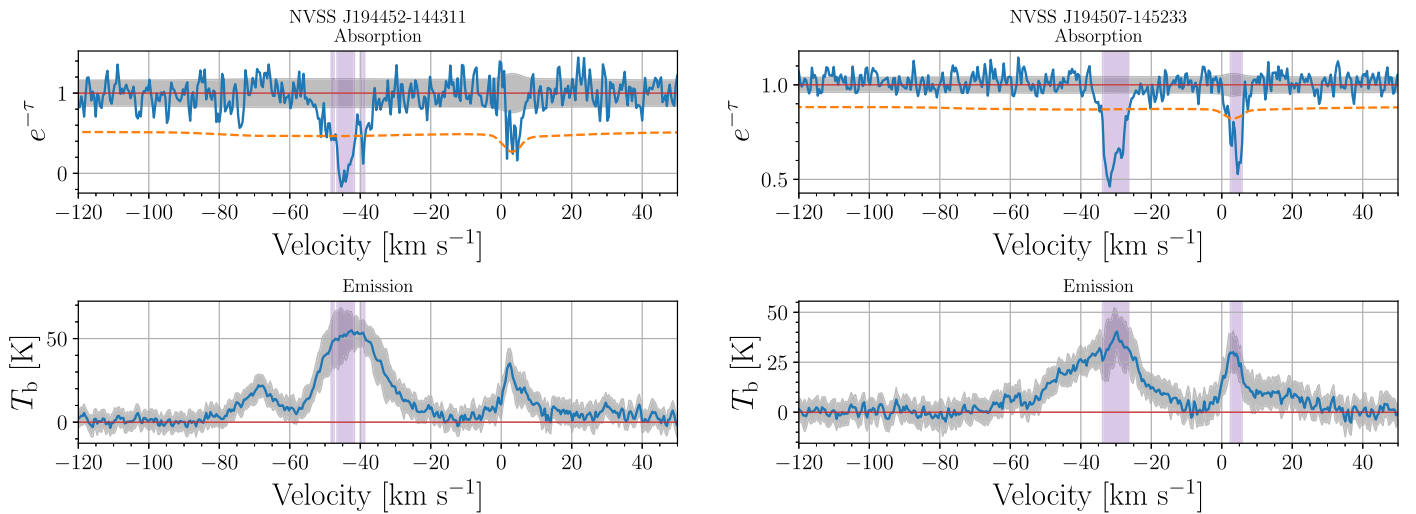 NVSS J194452-144311
Absorption
1
0
e^{−τ}
−120 −100 −80 −60 −40 −20 0 20 40
Velocity [km s^{−1}]
Emission
50
0
T_b [K]
−120 −100 −80 −60 −40 −20 0 20 40
Velocity [km s^{−1}]
NVSS J194507-145233
Absorption
1.0
0.5
e^{−τ}
−120 −100 −80 −60 −40 −20 0 20 40
Velocity [km s^{−1}]
Emission
50
25
0
T_b [K]
−120 −100 −80 −60 −40 −20 0 20 40
Velocity [km s^{−1}]